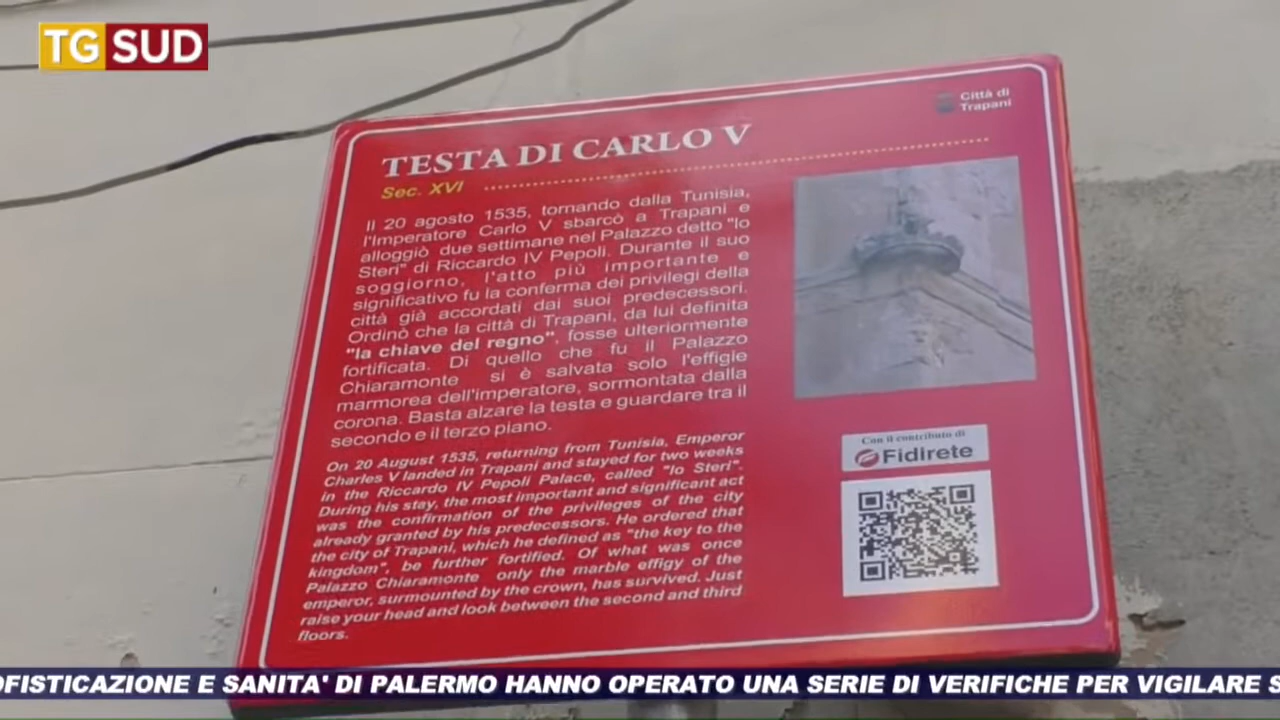 TG SUD
Città di
Trapani
TESTA DI CARLO V
Sec. XVI
Il 20 agosto 1535, tornando dalla Tunisia,
l'Imperatore Carlo V sbarcò a Trapani e
alloggiò due settimane nel Palazzo detto "lo
Steri" di Riccardo IV Pepoli. Durante il suo
soggiorno, l'atto più importante e
significativo fu la conferma dei privilegi della
città già accordati dai suoi predecessori.
Ordinò che la città di Trapani, da lui definita
"la chiave del regno", fosse ulteriormente
fortificata. Di quello che fu il Palazzo
Chiaramonte si è salvata solo l'effigie
marmorea dell'imperatore, sormontata dalla
corona. Basta alzare la testa e guardare tra il
secondo e il terzo piano.
On 20 August 1535, returning from Tunisia, Emperor
Charles V landed in Trapani and stayed for two weeks
in the Riccardo IV Pepoli Palace, called "lo Steri".
During his stay, the most important and significant act
was the confirmation of the privileges of the city
already granted by his predecessors. He ordered that
the city of Trapani, which he defined as "the key to the
kingdom", be further fortified. Of what was once
Palazzo Chiaramonte only the marble effigy of the
emperor, surmounted by the crown, has survived. Just
raise your head and look between the second and third
floors.
Con il contributo di
Fidirete
OFISTICAZIONE E SANITA' DI PALERMO HANNO OPERATO UNA SERIE DI VERIFICHE PER VIGILARE S